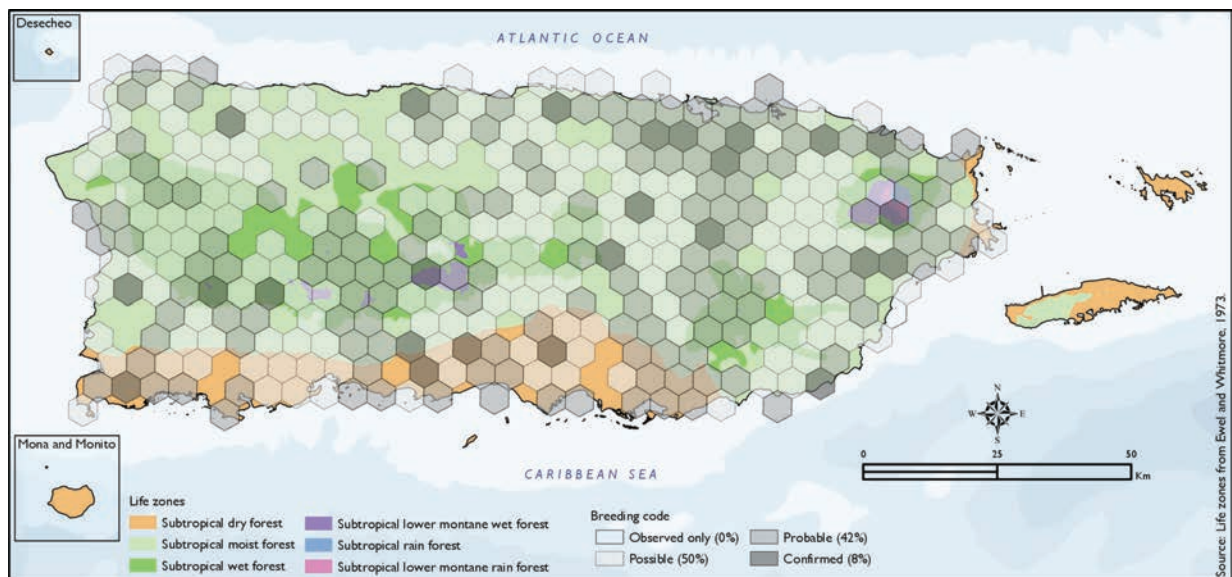 Desecheo
ATLANTIC OCEAN
Mona and Monito
CARIBBEAN SEA
N
W E
S
0 25 50
Km
Life zones
Subtropical dry forest
Subtropical moist forest
Subtropical wet forest
Subtropical lower montane wet forest
Subtropical rain forest
Subtropical lower montane rain forest
Breeding code
Observed only (0%)
Possible (50%)
Probable (42%)
Confirmed (8%)
Source: Life zones from Ewel and Whitmore, 1973.